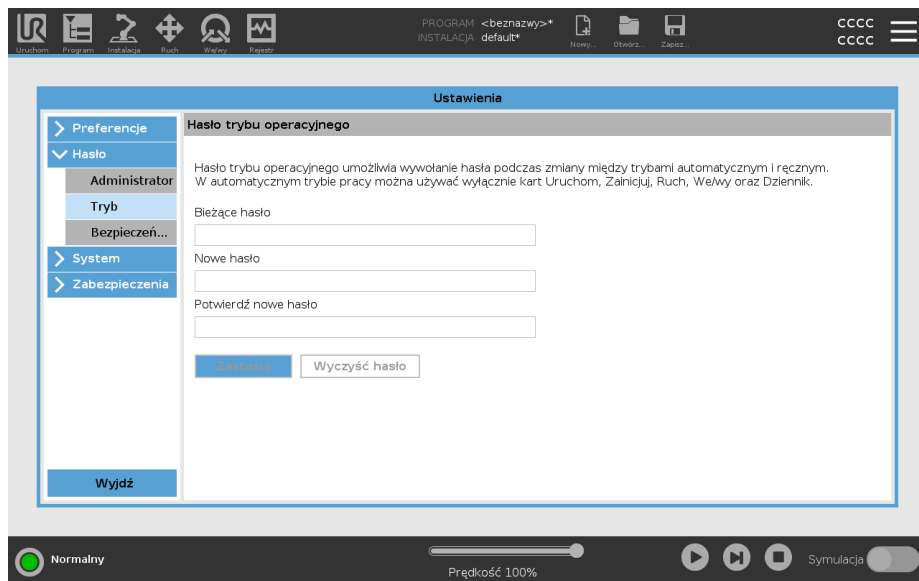 UR
PROGRAM <beznazwy>*
INSTALACJA default*
CCCC
CCCC
Uruchom Program Instalacja Ruch We/wy Rejestr Nowy... Otwórz... Zapisz...
Ustawienia
Preferencje
Hasło
Administrator
Tryb
Bezpieczeń...
System
Zabezpieczenia
Wyjdź
Hasło trybu operacyjnego
Hasło trybu operacyjnego umożliwia wywołanie hasła podczas zmiany między trybami automatycznym i ręcznym.
W automatycznym trybie pracy można używać wyłącznie kart Uruchom, Zainicjuj, Ruch, We/wy oraz Dziennik.
Bieżące hasło
Nowe hasło
Potwierdź nowe hasło
Zastosuj Wyczyść hasło
Normalny
Prędkość 100%
Symulacja